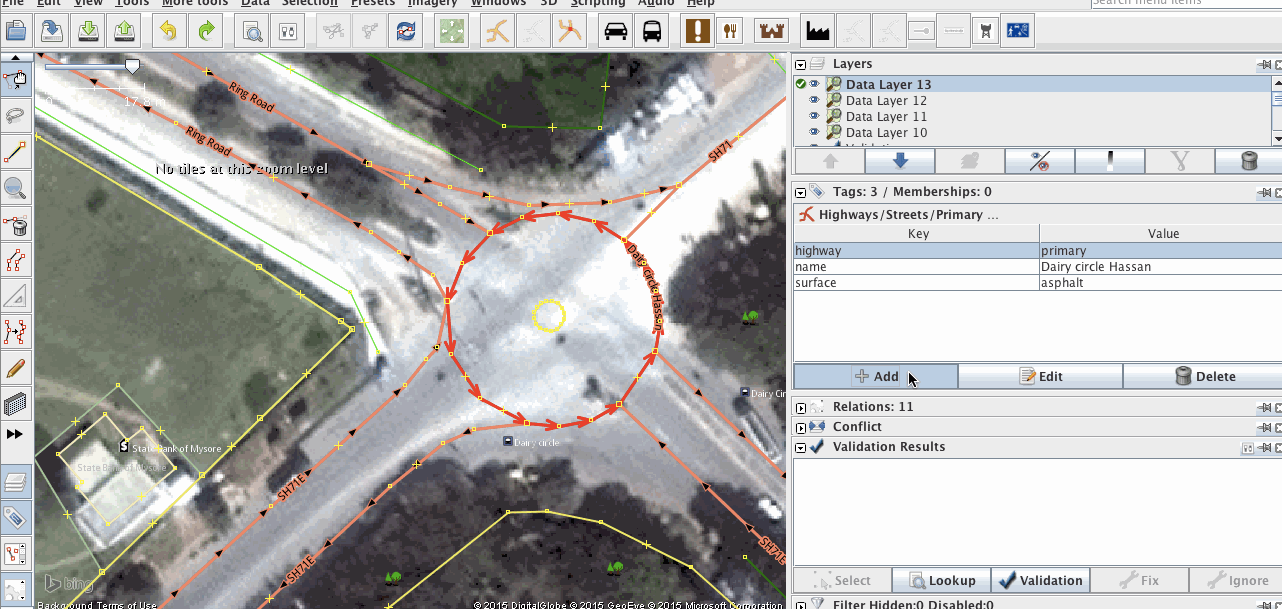 File Edit View Tools More tools Data Selection Presets Imagery Windows 3D Scripting Audio Help
Search menu items
Layers
17.8 m
Data Layer 13
Data Layer 12
Data Layer 11
Data Layer 10
Ring Road
Ring Road
SH71
No tiles at this zoom level
Tags: 3 / Memberships: 0
Highways/Streets/Primary ...
Key Value
highway primary
name Dairy circle Hassan
surface asphalt
Dairy circle Hassan
Add Edit Delete
Dairy Cir
Relations: 11
Conflict
Validation Results
Dairy circle
State Bank of Mysore
State Bank of Mysore
SH71E
SH71E
SH71E
Select Lookup Validation Fix Ignore
bing
Background Terms of Use
© 2015 DigitalGlobe © 2015 GeoEye © 2015 Microsoft Corporation
Filter Hidden:0 Disabled:0